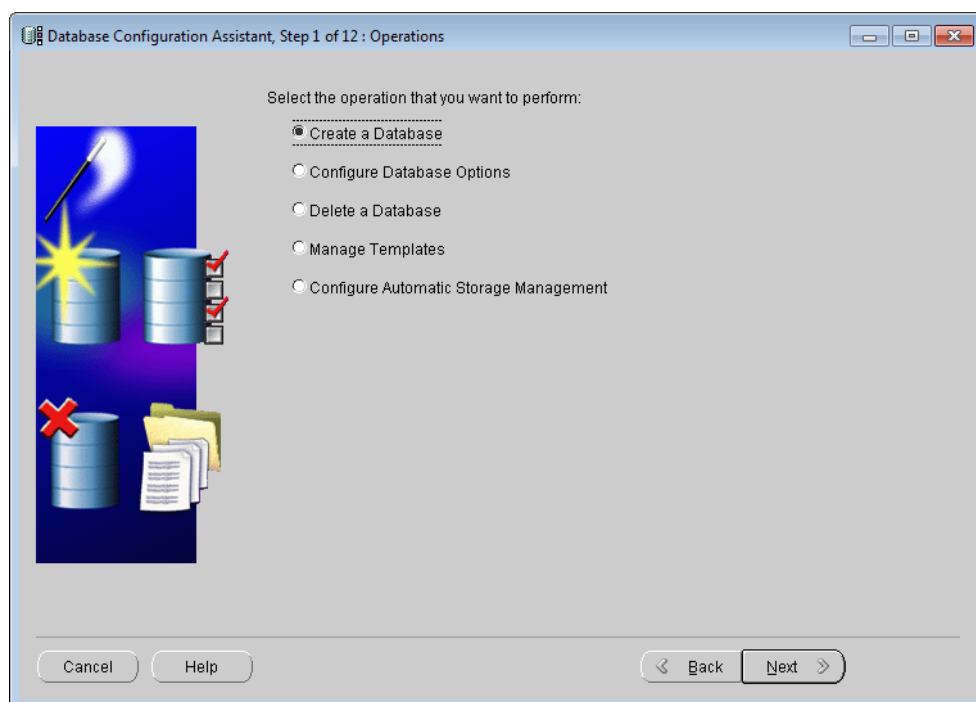 Database Configuration Assistant, Step 1 of 12 : Operations
Select the operation that you want to perform:
Create a Database
Configure Database Options
Delete a Database
Manage Templates
Configure Automatic Storage Management
Cancel
Help
Back
Next